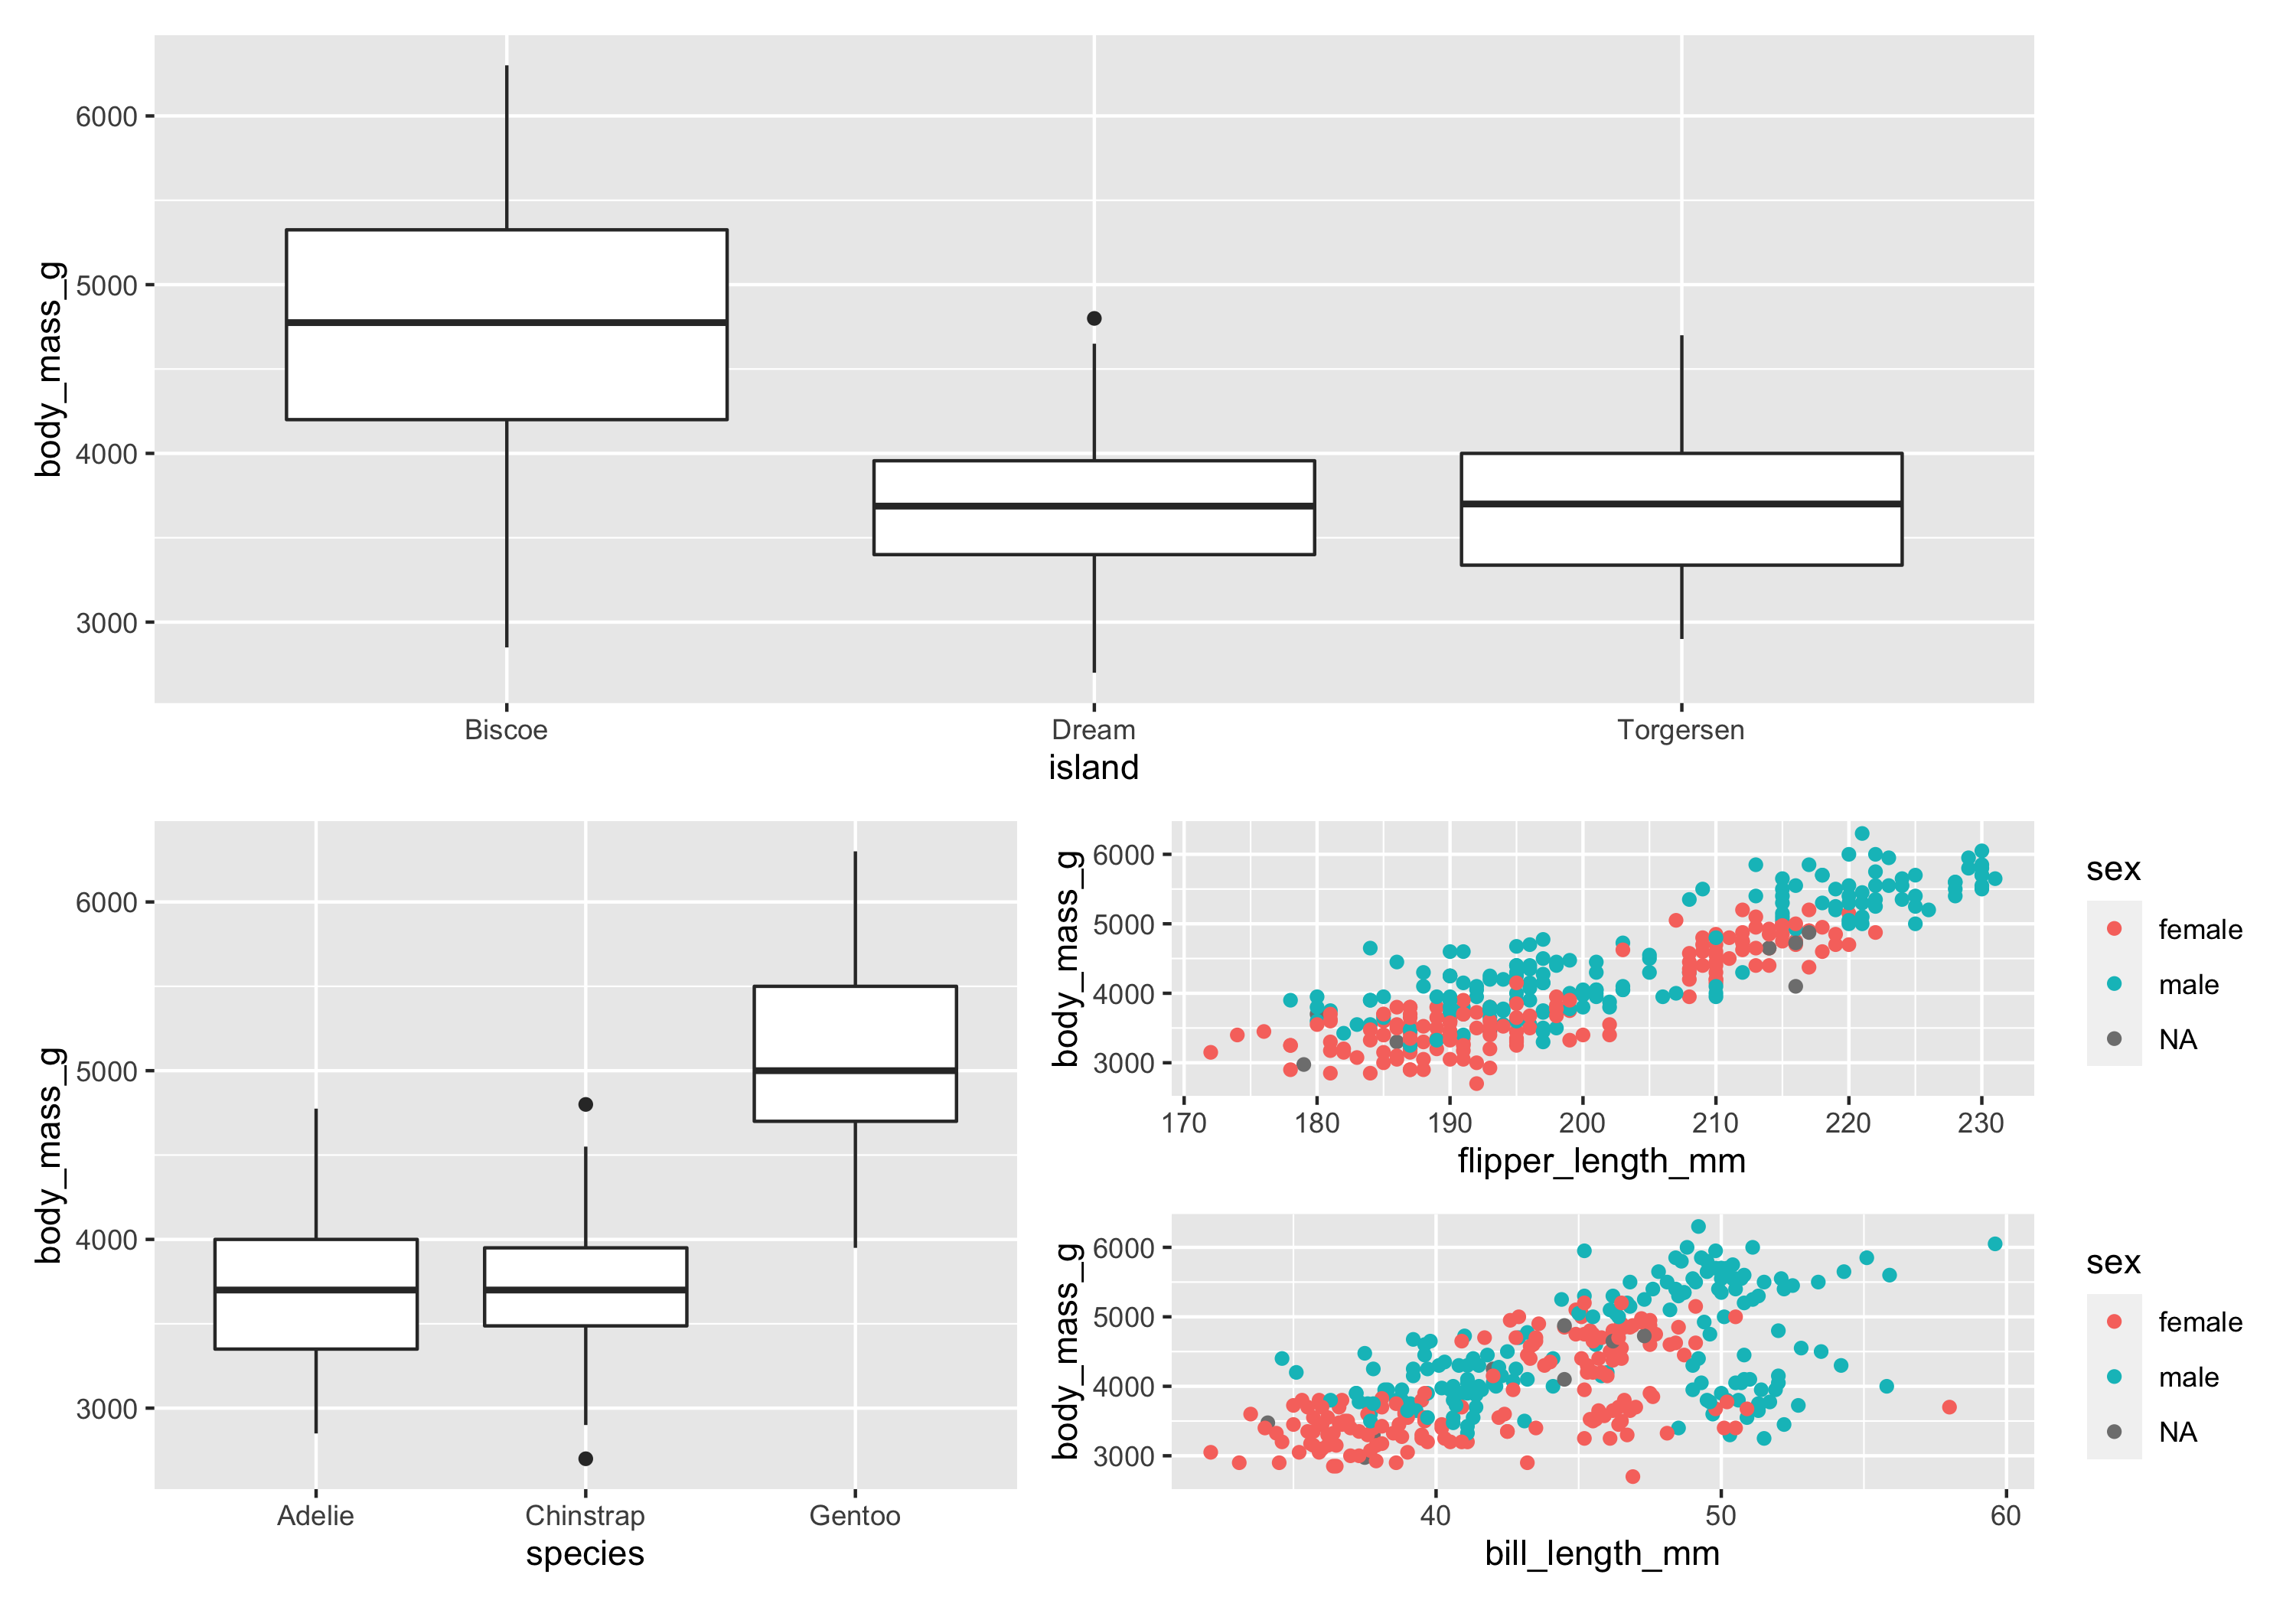 body_mass_g
6000
5000
4000
3000
Biscoe Dream Torgersen
island
body_mass_g
6000
5000
4000
3000
Adelie Chinstrap Gentoo
species
body_mass_g
6000
5000
4000
3000
170 180 190 200 210 220 230
flipper_length_mm
sex
female
male
NA
body_mass_g
6000
5000
4000
3000
40 50 60
bill_length_mm
sex
female
male
NA